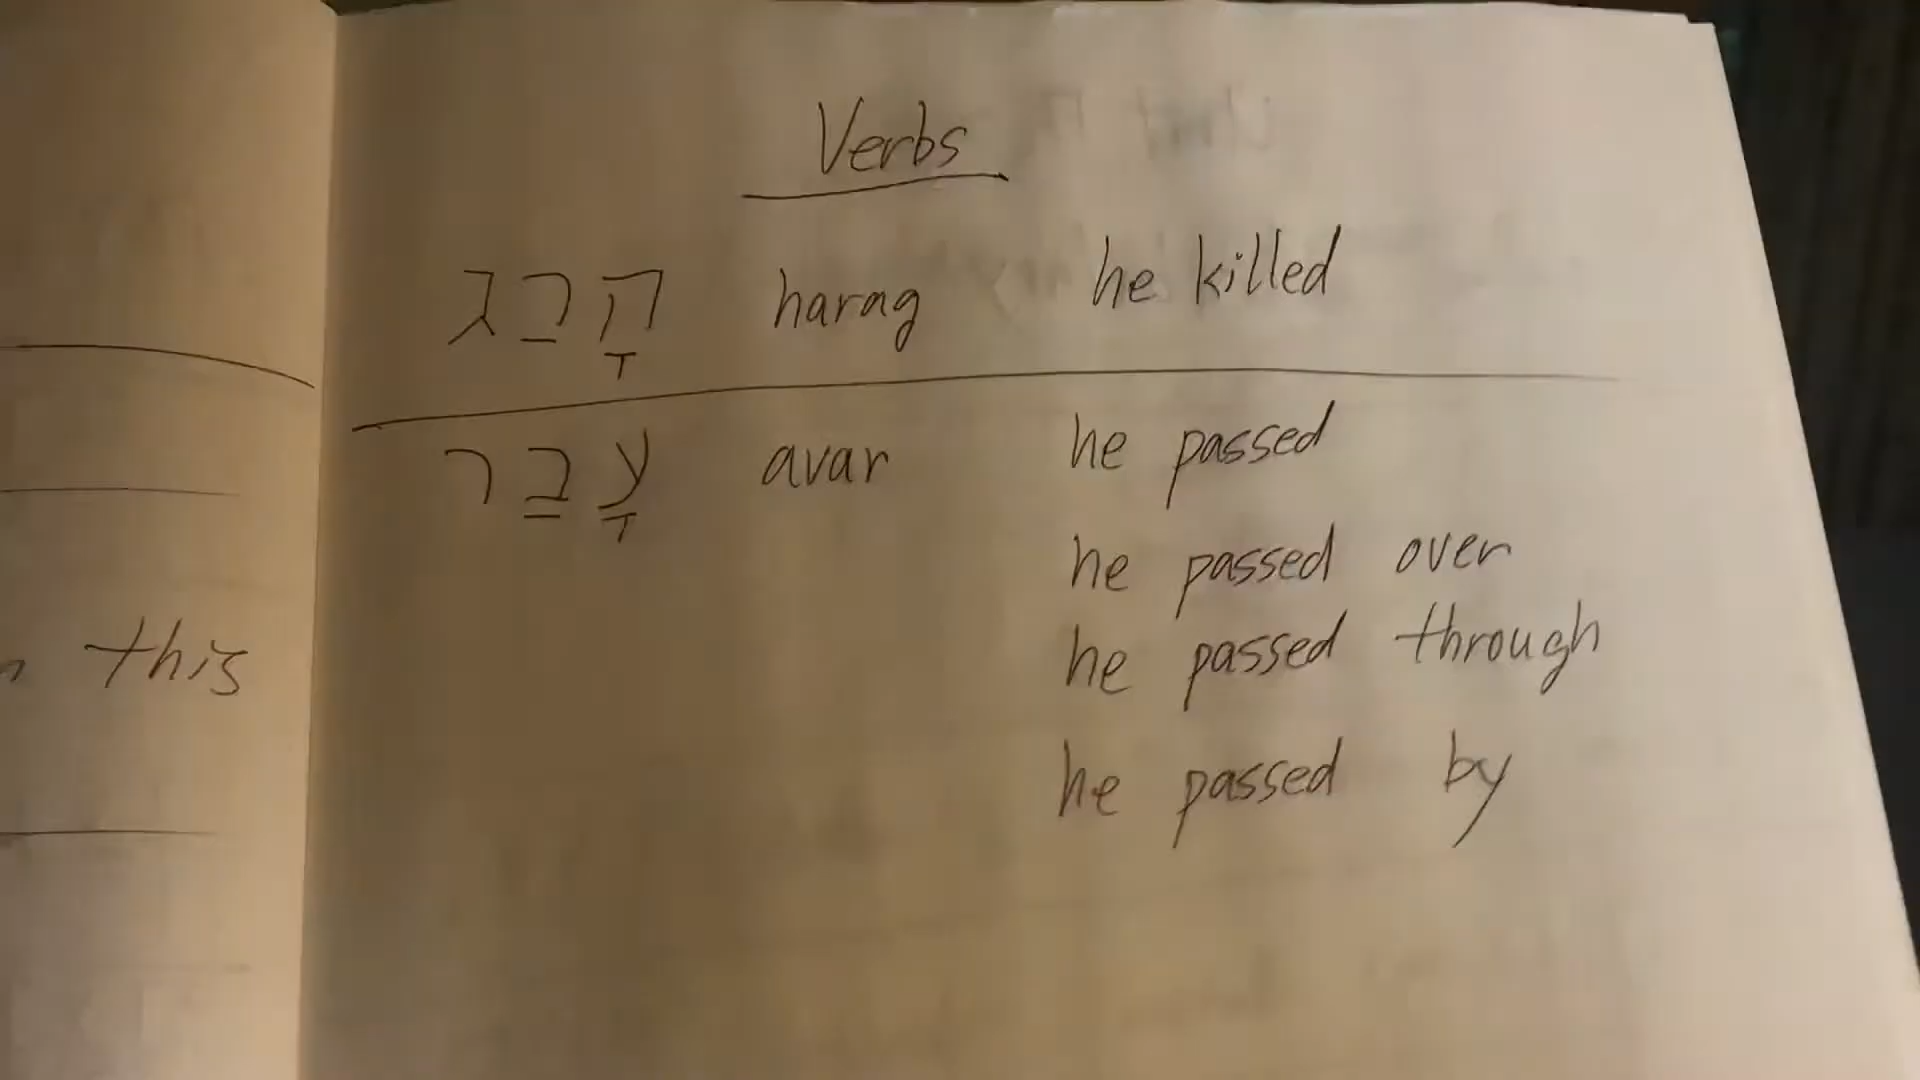 Verbs
הָרַג harag he killed
עָבַר avar he passed
he passed over
he passed through
he passed by
this